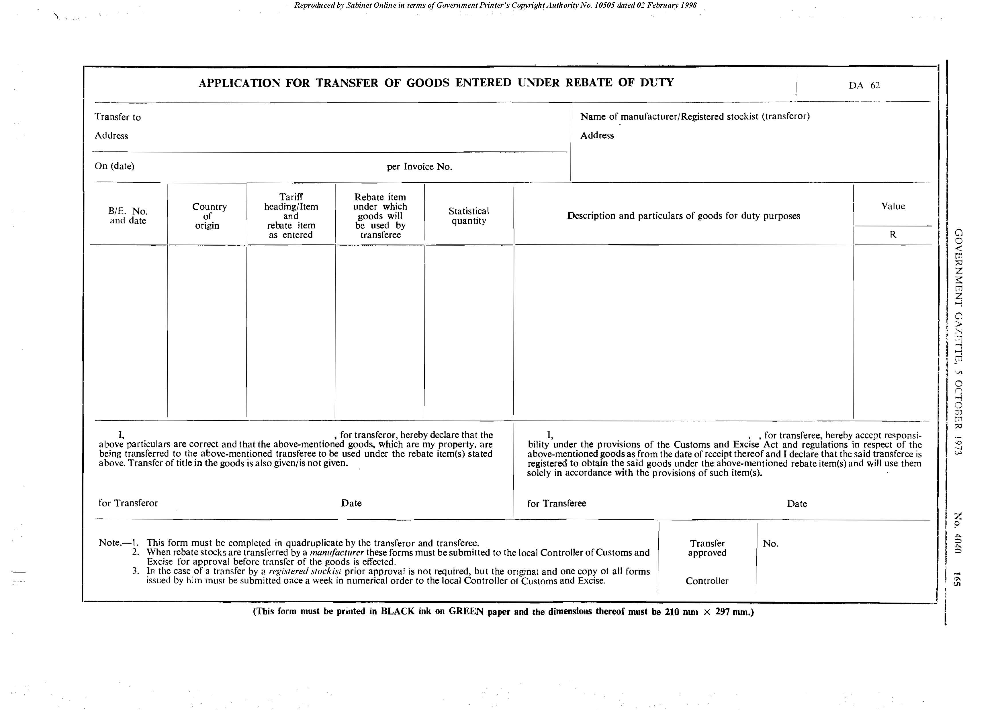 Reproduced by Sabinet Online in terms of Government Printer's Copyright Authority No. 10505 dated 02 February 1998
APPLICATION FOR TRANSFER OF GOODS ENTERED UNDER REBATE OF DUTY
DA 62
Transfer to
Address
Name of manufacturer/Registered stockist (transferor)
Address
On (date) per Invoice No.
B/E. No.
and date
Country
of
origin
Tariff
heading/Item
and
rebate item
as entered
Rebate item
under which
goods will
be used by
transferee
Statistical
quantity
Description and particulars of goods for duty purposes
Value
R
I, , for transferor, hereby declare that the
above particulars are correct and that the above-mentioned goods, which are my property, are
being transferred to the above-mentioned transferee to be used under the rebate item(s) stated
above. Transfer of title in the goods is also given/is not given.
for Transferor Date
I, , for transferee, hereby accept responsi-
bility under the provisions of the Customs and Excise Act and regulations in respect of the
above-mentioned goods as from the date of receipt thereof and I declare that the said transferee is
registered to obtain the said goods under the above-mentioned rebate item(s) and will use them
solely in accordance with the provisions of such item(s).
for Transferee Date
Note.—1. This form must be completed in quadruplicate by the transferor and transferee.
2. When rebate stocks are transferred by a manufacturer these forms must be submitted to the local Controller of Customs and
Excise for approval before transfer of the goods is effected.
3. In the case of a transfer by a registered stockist prior approval is not required, but the original and one copy of all forms
issued by him must be submitted once a week in numerical order to the local Controller of Customs and Excise.
Transfer
approved
Controller
No.
(This form must be printed in BLACK ink on GREEN paper and the dimensions thereof must be 210 mm × 297 mm.)
GOVERNMENT GAZETTE, 5 OCTOBER 1973 No. 4040 165